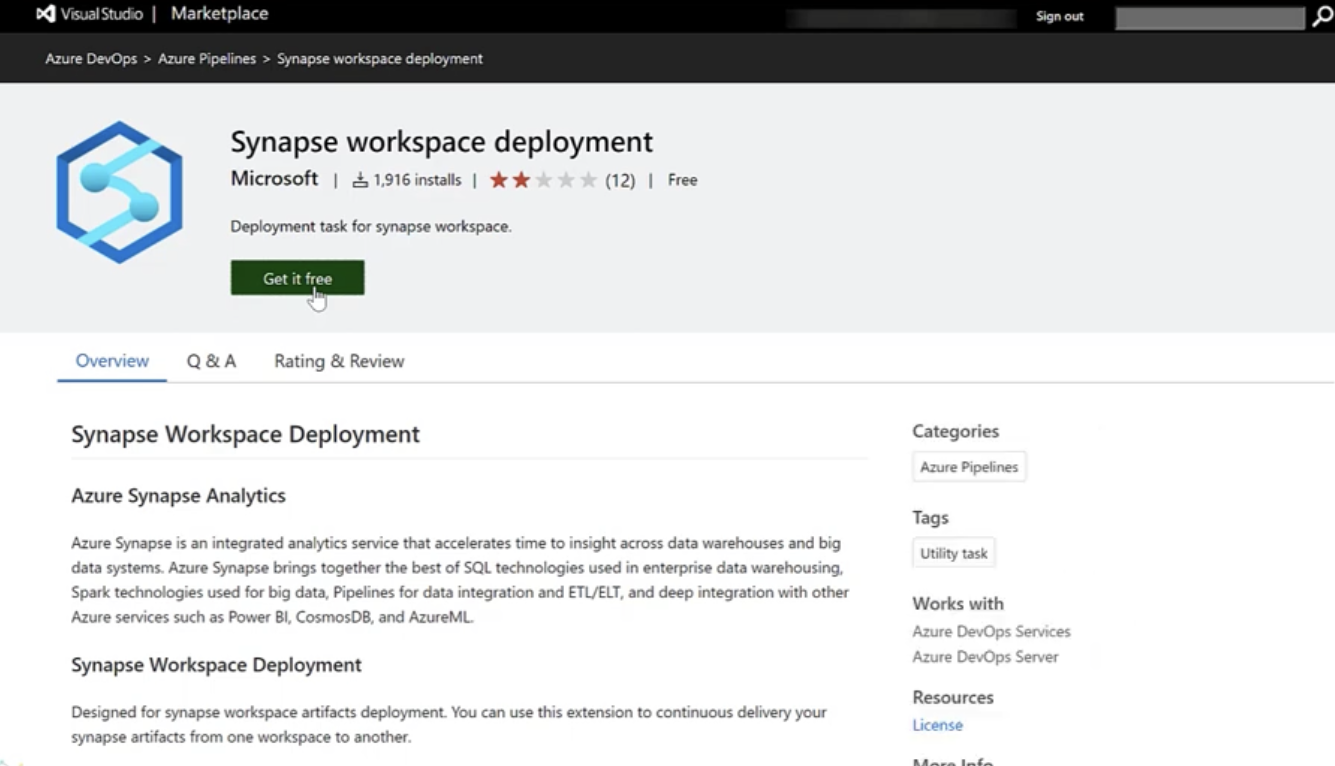 Visual Studio | Marketplace
Sign out
Azure DevOps > Azure Pipelines > Synapse workspace deployment
Synapse workspace deployment
Microsoft | 1,916 installs | (12) | Free
Deployment task for synapse workspace.
Get it free
Overview Q & A Rating & Review
Synapse Workspace Deployment
Azure Synapse Analytics
Azure Synapse is an integrated analytics service that accelerates time to insight across data warehouses and big
data systems. Azure Synapse brings together the best of SQL technologies used in enterprise data warehousing,
Spark technologies used for big data, Pipelines for data integration and ETL/ELT, and deep integration with other
Azure services such as Power BI, CosmosDB, and AzureML.
Synapse Workspace Deployment
Designed for synapse workspace artifacts deployment. You can use this extension to continuous delivery your
synapse artifacts from one workspace to another.
Categories
Azure Pipelines
Tags
Utility task
Works with
Azure DevOps Services
Azure DevOps Server
Resources
License
More Info